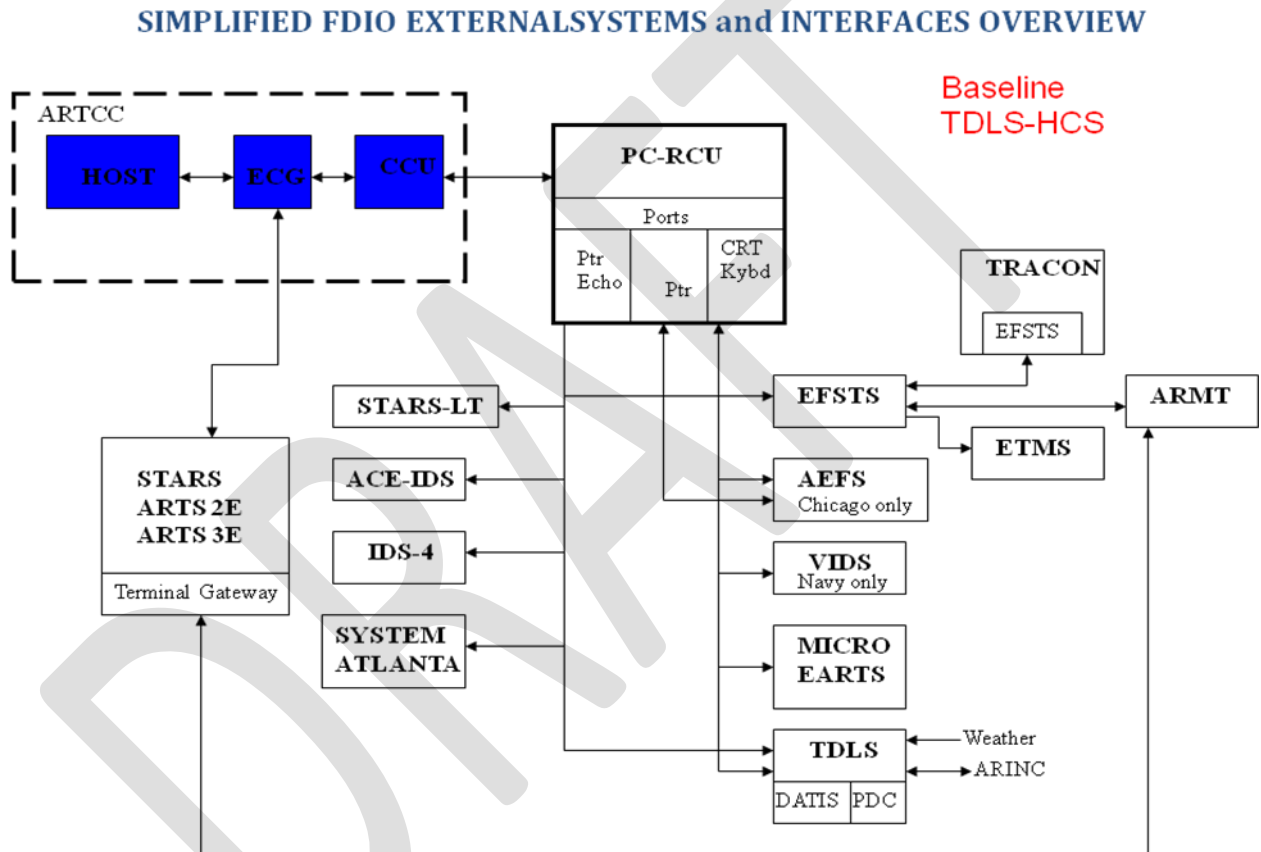 SIMPLIFIED FDIO EXTERNALSYSTEMS and INTERFACES OVERVIEW
Baseline
TDLS-HCS
ARTCC
HOST
ECG
CCU
PC-RCU
Ports
Ptr
Echo
Ptr
CRT
Kybd
TRACON
EFSTS
STARS-LT
EFSTS
ARMT
ETMS
STARS
ARTS 2E
ARTS 3E
Terminal Gateway
ACE-IDS
AEFS
Chicago only
IDS-4
VIDS
Navy only
SYSTEM
ATLANTA
MICRO
EARTS
TDLS
DATIS
PDC
Weather
ARINC
DRAFT